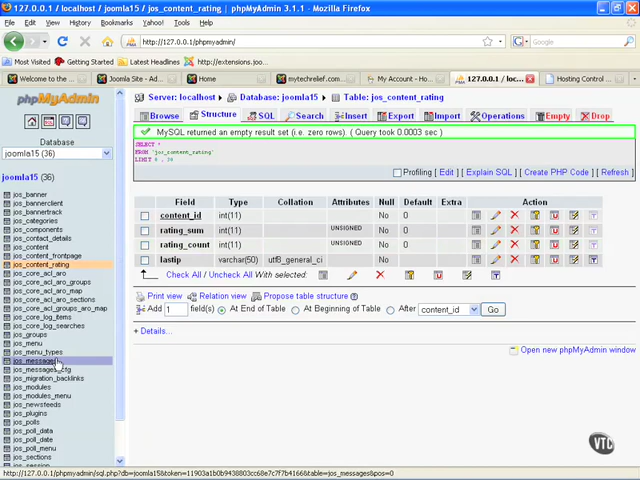 127.0.0.1 / localhost / joomla15 / jos_content_rating | phpMyAdmin 3.1.1 - Mozilla Firefox
File Edit View History Bookmarks Yahoo! Tools Help
http://127.0.0.1/phpmyadmin/
Google
Most Visited Getting Started Latest Headlines http://extensions.joo...
Welcome to the ... Joomla Site - Ad... Home mytechrelief.com... My Account - Ho... 127.0.0.1 / loc... Hosting Control ...
phpMyAdmin
Database
joomla15 (36)
joomla15 (36)
jos_banner
jos_bannerclient
jos_bannertrack
jos_categories
jos_components
jos_contact_details
jos_content
jos_content_frontpage
jos_content_rating
jos_core_acl_aro
jos_core_acl_aro_groups
jos_core_acl_aro_map
jos_core_acl_aro_sections
jos_core_acl_groups_aro_map
jos_core_log_items
jos_core_log_searches
jos_groups
jos_menu
jos_menu_types
jos_messages
jos_messages_cfg
jos_migration_backlinks
jos_modules
jos_modules_menu
jos_newsfeeds
jos_plugins
jos_polls
jos_poll_data
jos_poll_date
jos_poll_menu
jos_sections
jos_session
Server: localhost Database: joomla15 Table: jos_content_rating
Browse Structure SQL Search Insert Export Import Operations Empty Drop
MySQL returned an empty result set (i.e. zero rows). ( Query took 0.0003 sec )
SELECT *
FROM `jos_content_rating`
LIMIT 0 , 30
Profiling [ Edit ] [ Explain SQL ] [ Create PHP Code ] [ Refresh ]
Field Type Collation Attributes Null Default Extra Action
content_id int(11) No 0
rating_sum int(11) UNSIGNED No 0
rating_count int(11) UNSIGNED No 0
lastip varchar(50) utf8_general_ci No
Check All / Uncheck All With selected:
Print view Relation view Propose table structure
Add 1 field(s) At End of Table At Beginning of Table After content_id Go
+ Details...
Open new phpMyAdmin window
VTC
http://127.0.0.1/phpmyadmin/sql.php?db=joomla15&token=11903a1b0b9438803cc68e7c7f7b4166&table=jos_messages&pos=0